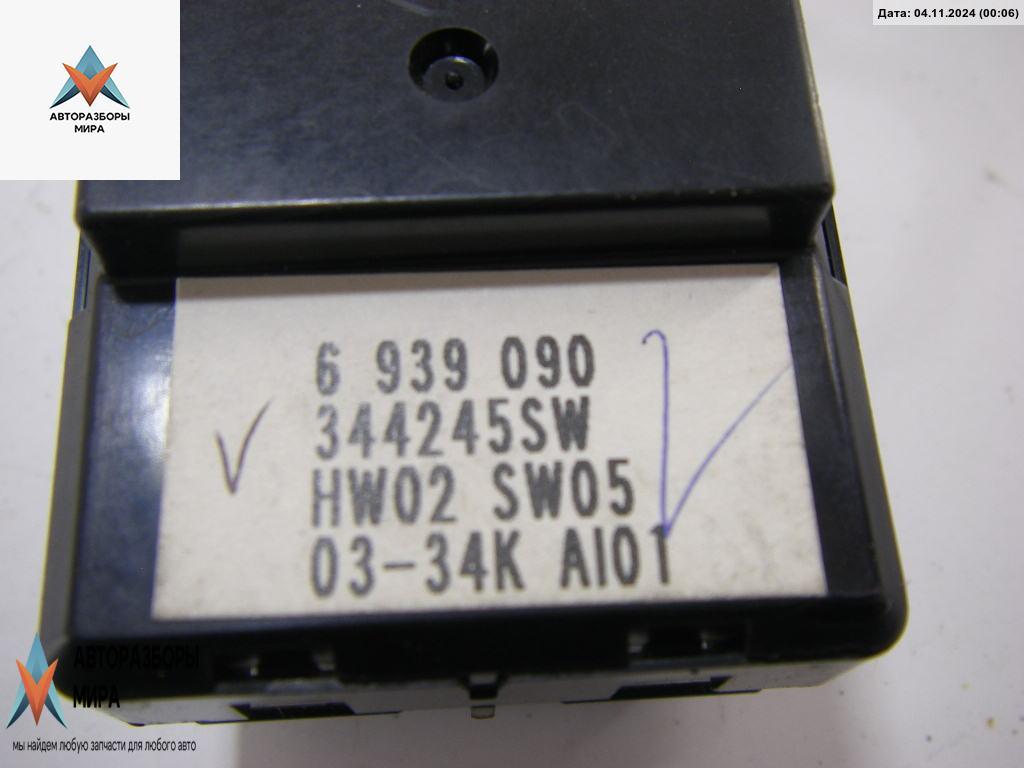 Дата: 04.11.2024 (00:06)
АВТОРАЗБОРЫ
МИРА
6 939 090
344245SW
HW02 SW05
03-34K AI01
АВТОРАЗБОРЫ
МИРА
мы найдем любую запчасти для любого авто